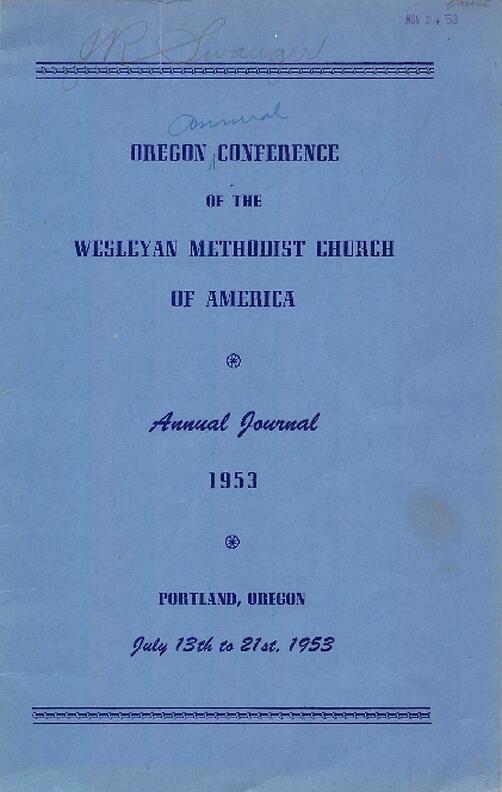 NOV 24 '53
J R Swauger
annual
OREGON CONFERENCE
OF THE
WESLEYAN METHODIST CHURCH
OF AMERICA
Annual Journal
1953
PORTLAND, OREGON
July 13th to 21st, 1953